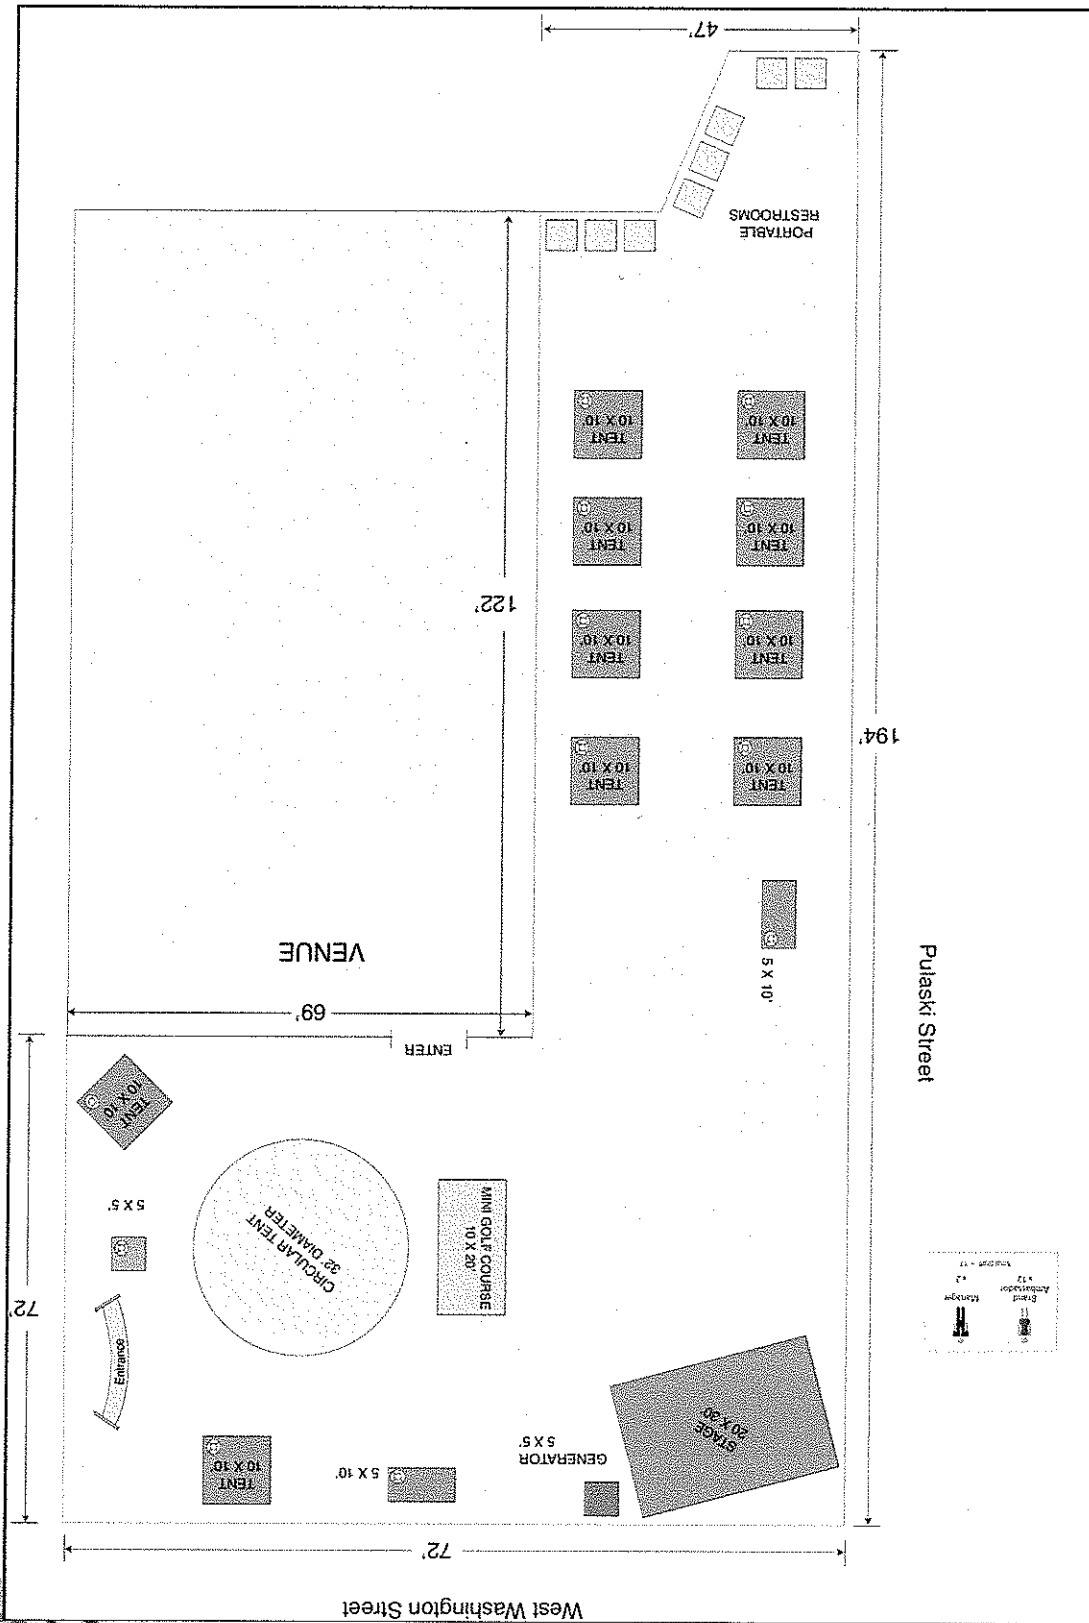 West Washington Street
72'
STAGE
20 X 30'
GENERATOR
5 X 5'
5 X 10'
TENT
10 X 10'
Entrance
72'
Brand
Ambassador
x 12
Manager
x 2
MINI GOLF COURSE
10 X 20'
CIRCULAR TENT
32' DIAMETER
5 X 5'
TENT
10 X 10'
ENTER
69'
VENUE
Pulaski Street
5 X 10'
TENT
10 X 10'
TENT
10 X 10'
194'
TENT
10 X 10'
TENT
10 X 10'
122'
TENT
10 X 10'
TENT
10 X 10'
TENT
10 X 10'
TENT
10 X 10'
PORTABLE
RESTROOMS
47'